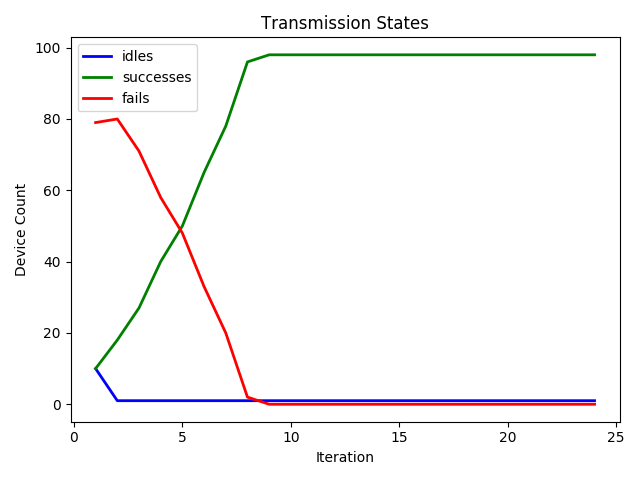 Transmission States
idles
successes
fails
Device Count
100
80
60
40
20
0
0 5 10 15 20 25
Iteration